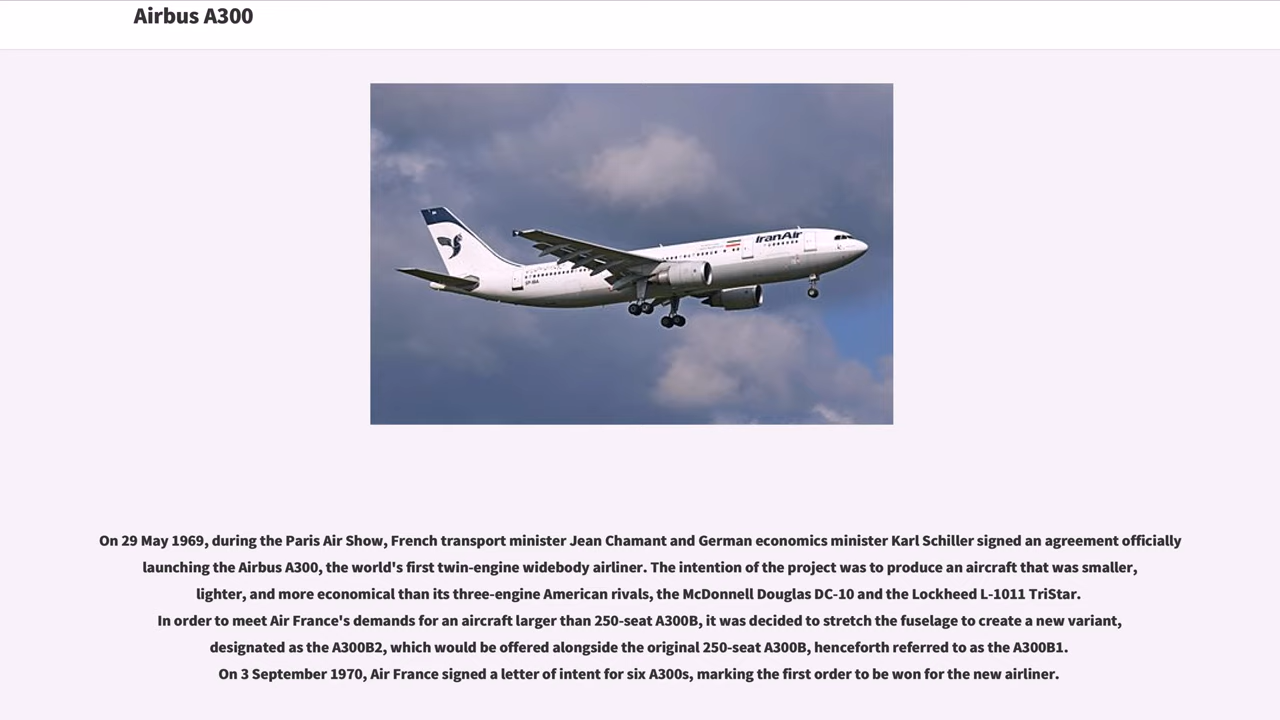 Airbus A300
IranAir
On 29 May 1969, during the Paris Air Show, French transport minister Jean Chamant and German economics minister Karl Schiller signed an agreement officially
launching the Airbus A300, the world's first twin-engine widebody airliner. The intention of the project was to produce an aircraft that was smaller,
lighter, and more economical than its three-engine American rivals, the McDonnell Douglas DC-10 and the Lockheed L-1011 TriStar.
In order to meet Air France's demands for an aircraft larger than 250-seat A300B, it was decided to stretch the fuselage to create a new variant,
designated as the A300B2, which would be offered alongside the original 250-seat A300B, henceforth referred to as the A300B1.
On 3 September 1970, Air France signed a letter of intent for six A300s, marking the first order to be won for the new airliner.